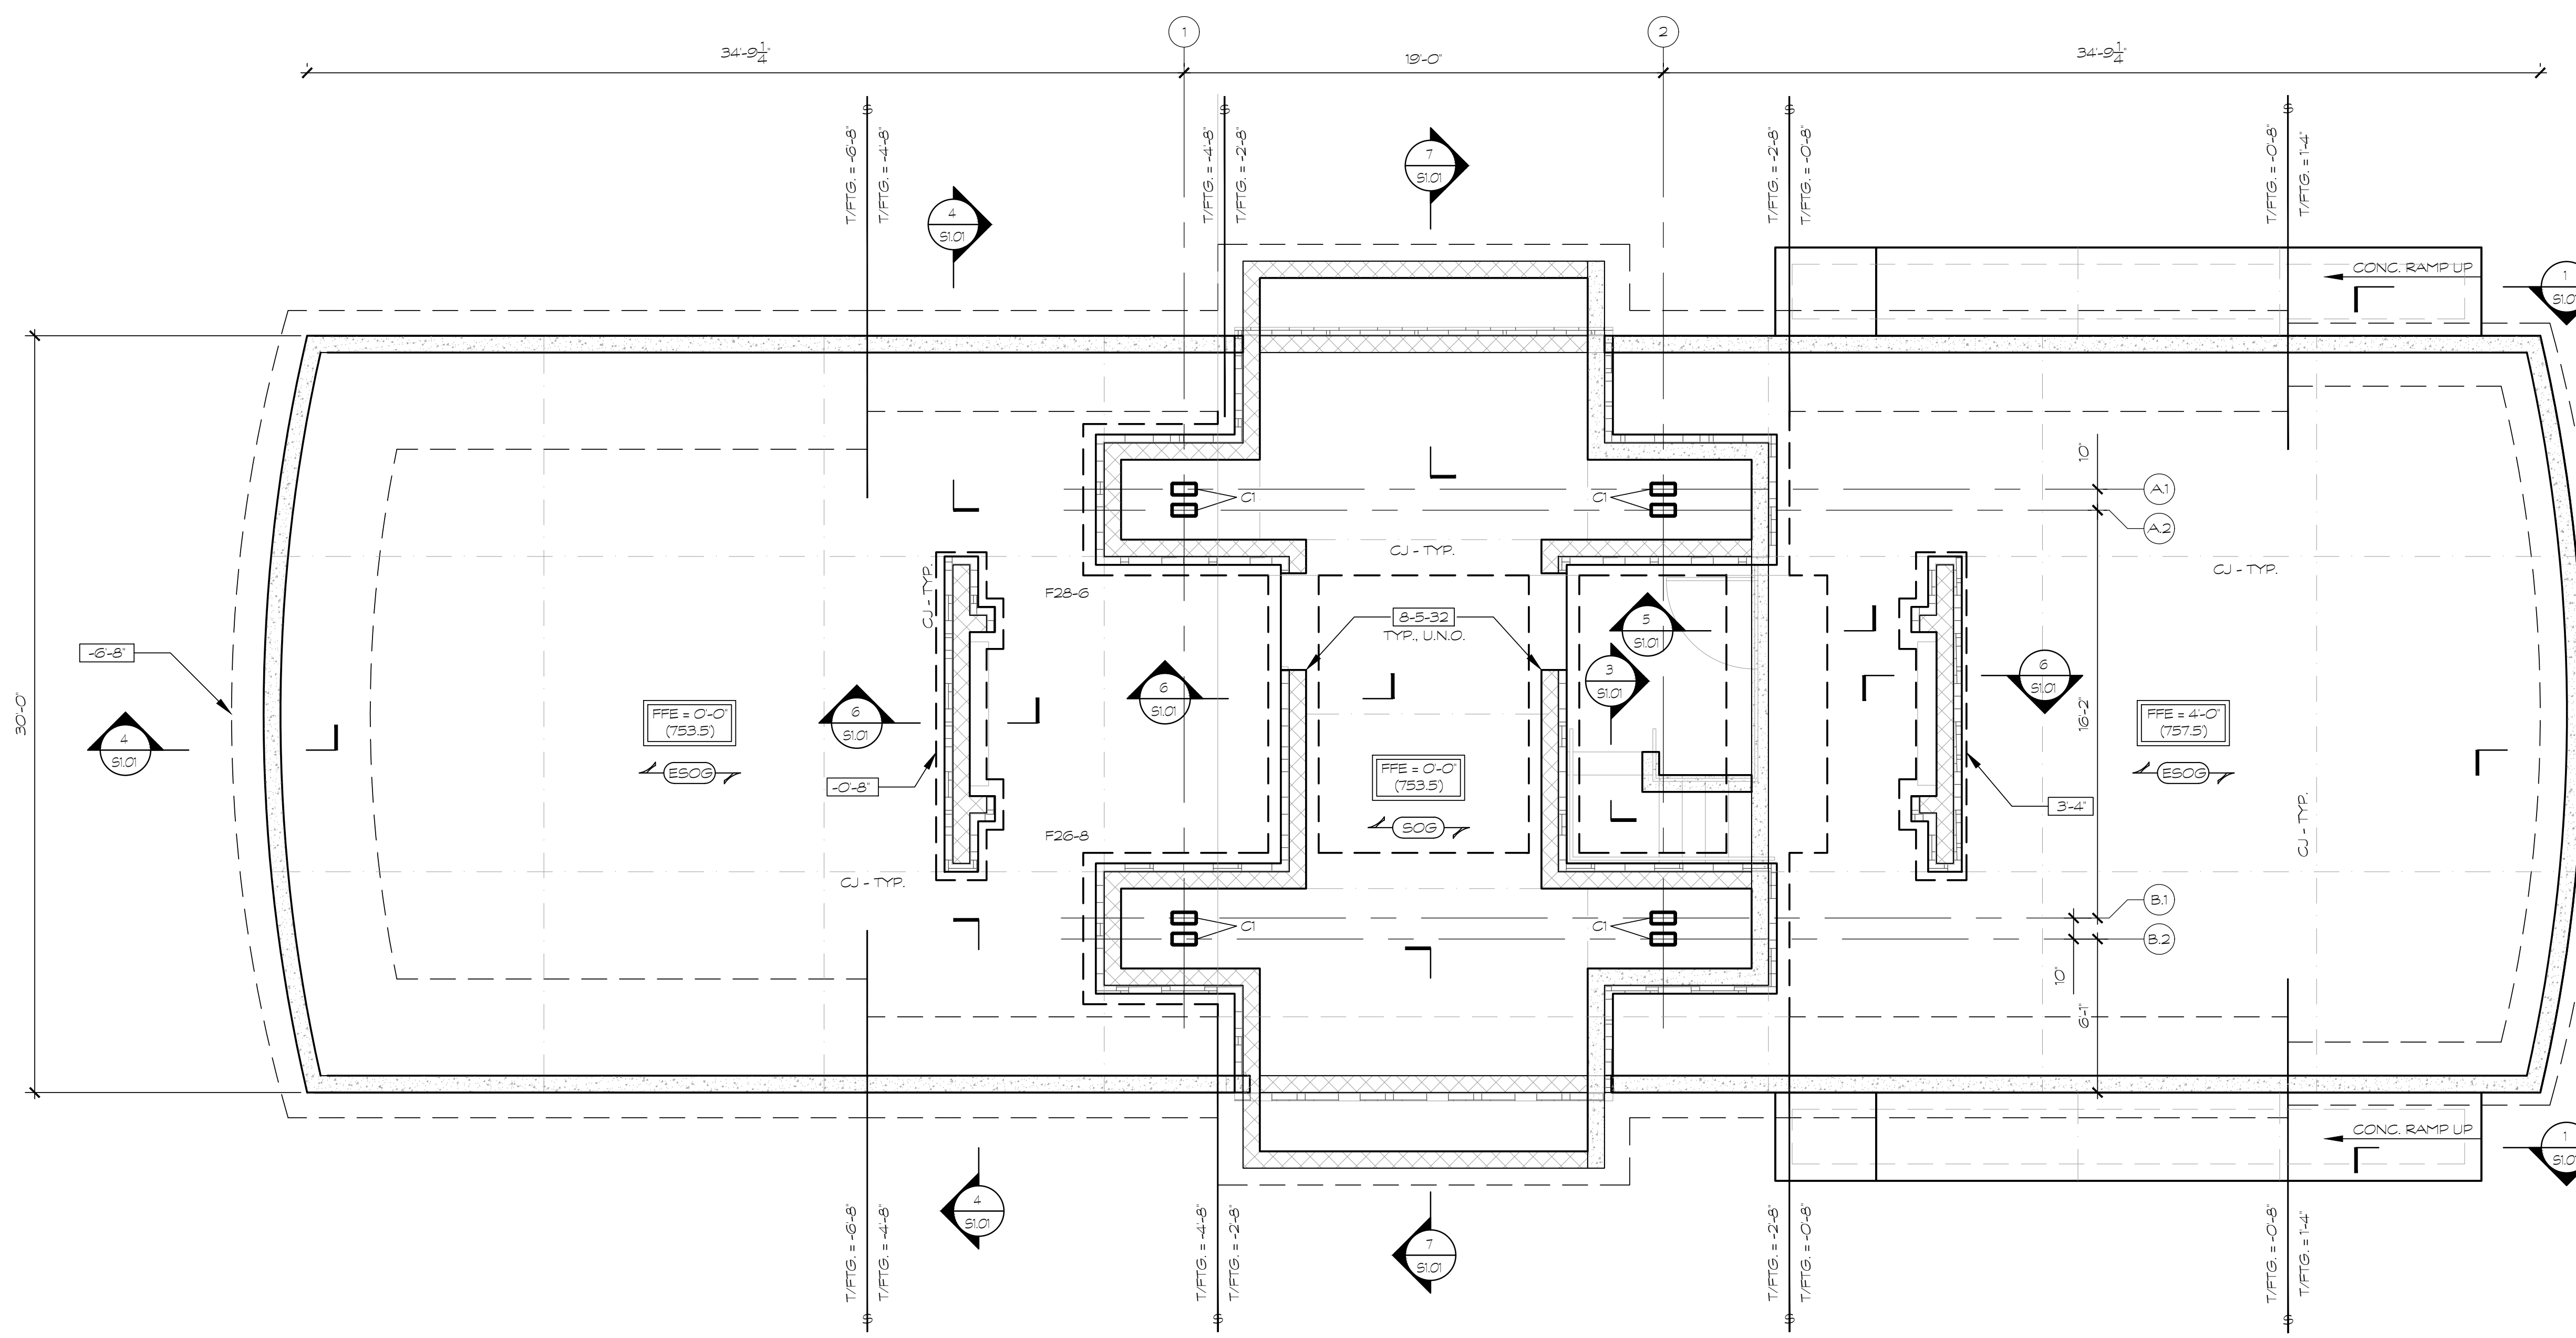 1
2
34'-9 1/4"
19'-0"
34'-9 1/4"
S
S
S
S
T/FTG. = -6'-8"
T/FTG. = -4'-8"
T/FTG. = -4'-8"
T/FTG. = -2'-8"
T/FTG. = -2'-8"
T/FTG. = -0'-8"
T/FTG. = -0'-8"
T/FTG. = 1'-4"
7
S1.01
4
S1.01
CONC. RAMP UP
1
10"
A.1
A.2
C1
C1
CJ - TYP.
CJ - TYP.
CJ - TYP.
F28-6
8-5-32
TYP., U.N.O.
5
S1.01
3
S1.01
6
S1.01
6
S1.01
6
S1.01
-6'-8"
30'-0"
4
S1.01
FFE = 0'-0"
(753.5')
ESOG
16'-2"
FFE = 4'-0"
(757.5')
ESOG
FFE = 0'-0"
(753.5')
SOG
-0'-8"
3'-4"
F26-8
CJ - TYP.
CJ - TYP.
B.1
B.2
C1
C1
10"
6'-1"
CONC. RAMP UP
1
4
S1.01
7
S1.01
T/FTG. = -6'-8"
T/FTG. = -4'-8"
T/FTG. = -4'-8"
T/FTG. = -2'-8"
T/FTG. = -2'-8"
T/FTG. = -0'-8"
T/FTG. = -0'-8"
T/FTG. = 1'-4"
S
S
S
S